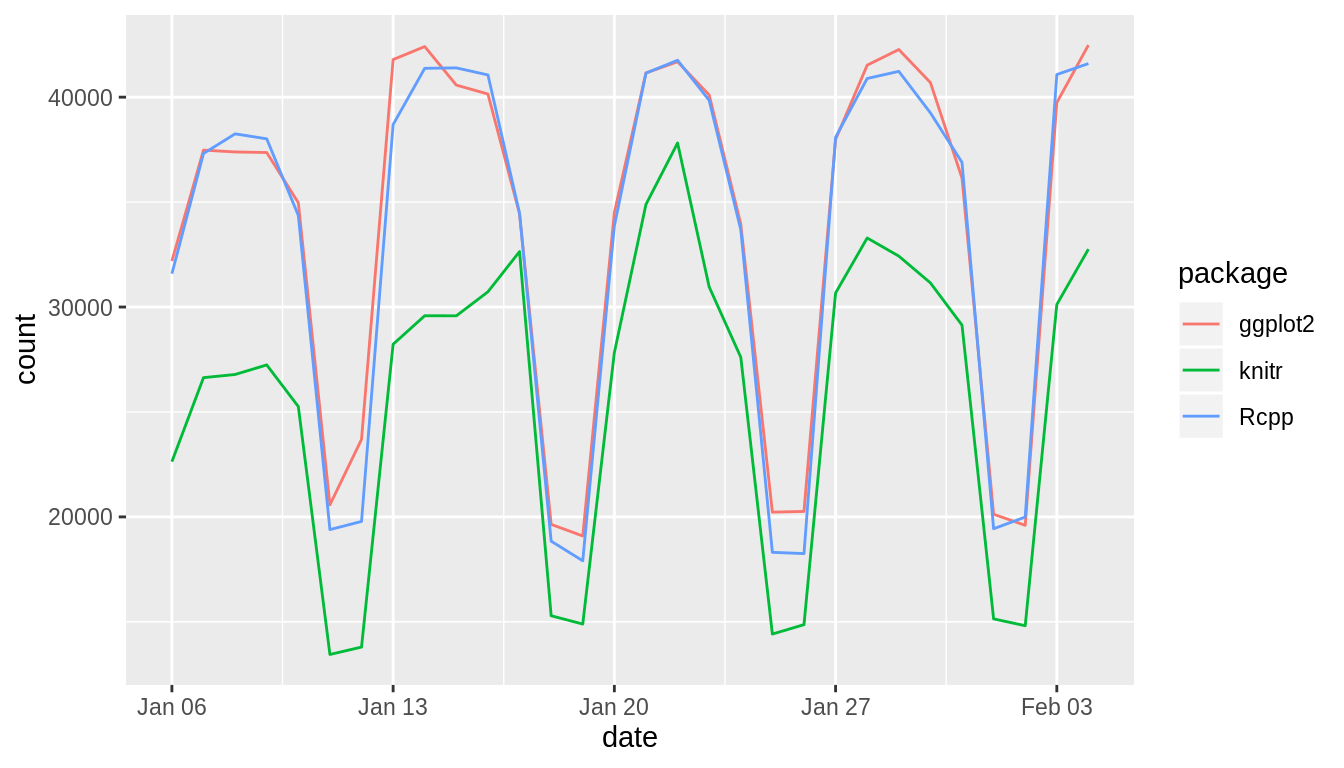 count
40000
30000
20000
Jan 06 Jan 13 Jan 20 Jan 27 Feb 03
date
package
ggplot2
knitr
Rcpp